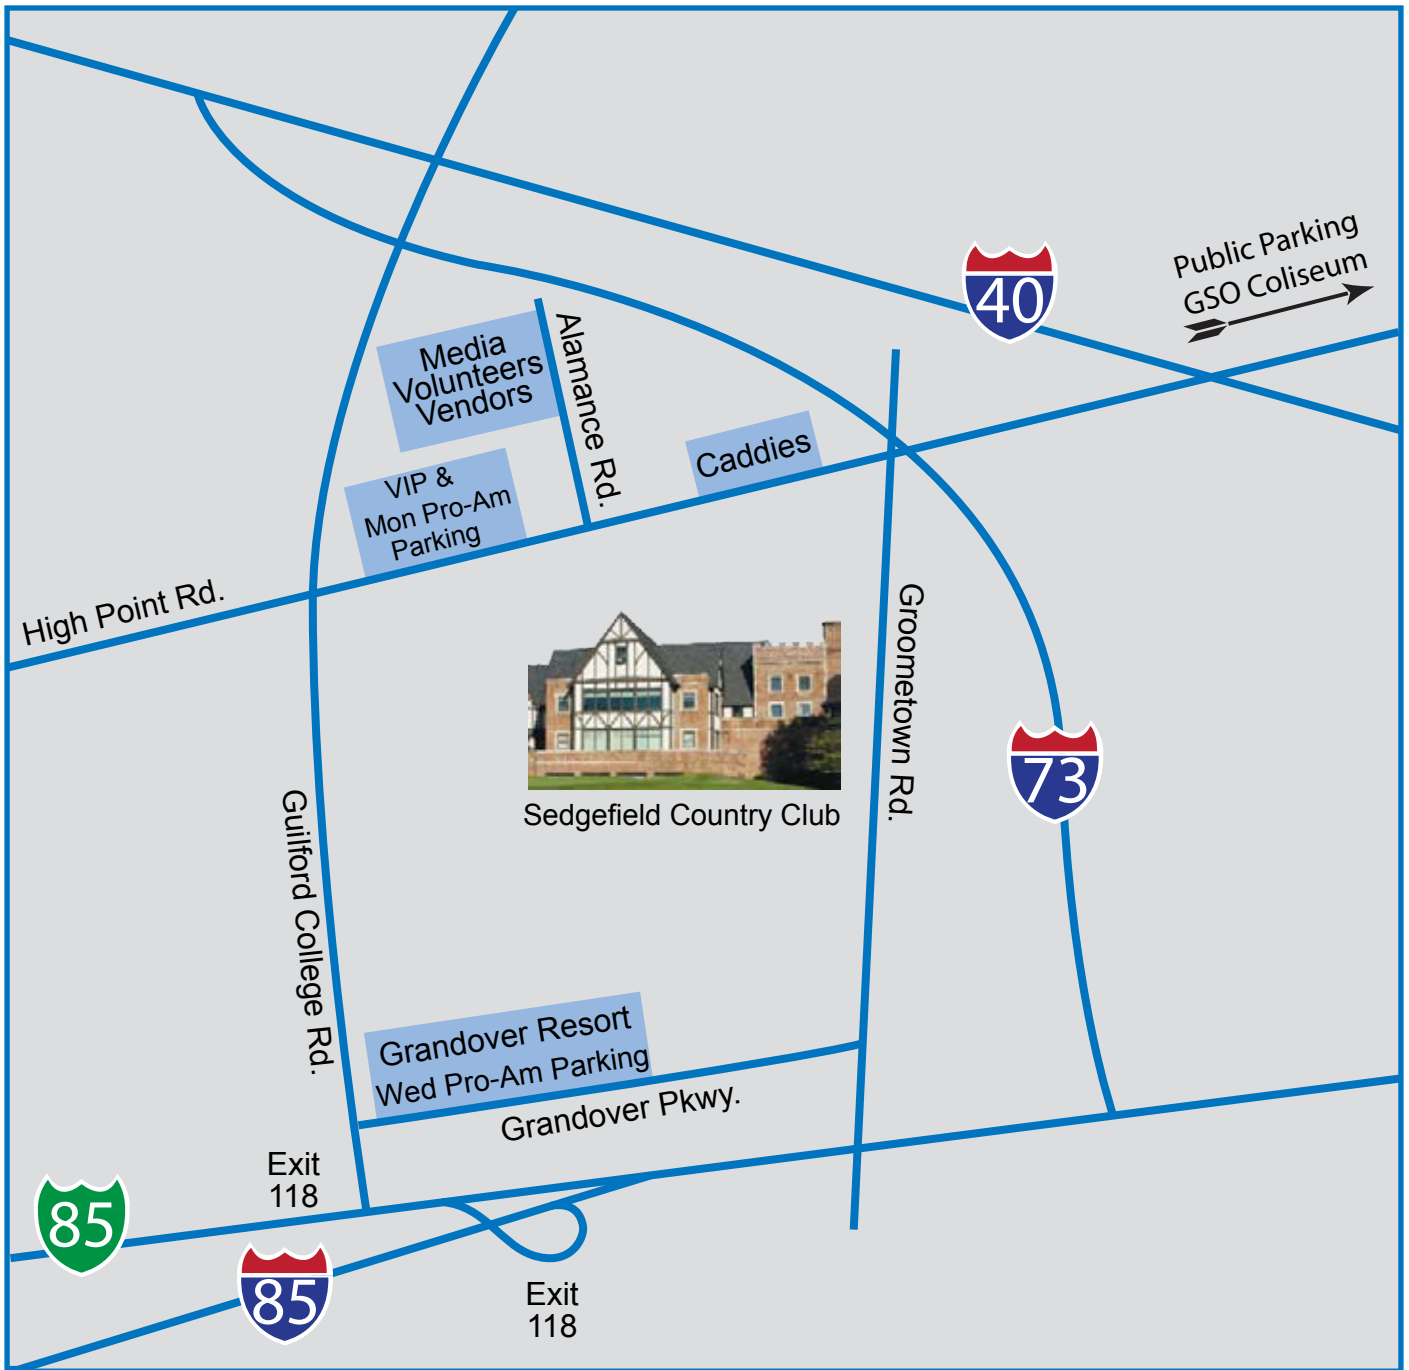 Public Parking
GSO Coliseum
40
Media
Volunteers
Vendors
Alamance Rd.
Caddies
VIP &
Mon Pro-Am
Parking
High Point Rd.
Groometown Rd.
73
Sedgefield Country Club
Guilford College Rd.
Grandover Resort
Wed Pro-Am Parking
Grandover Pkwy.
Exit
118
85
85
Exit
118